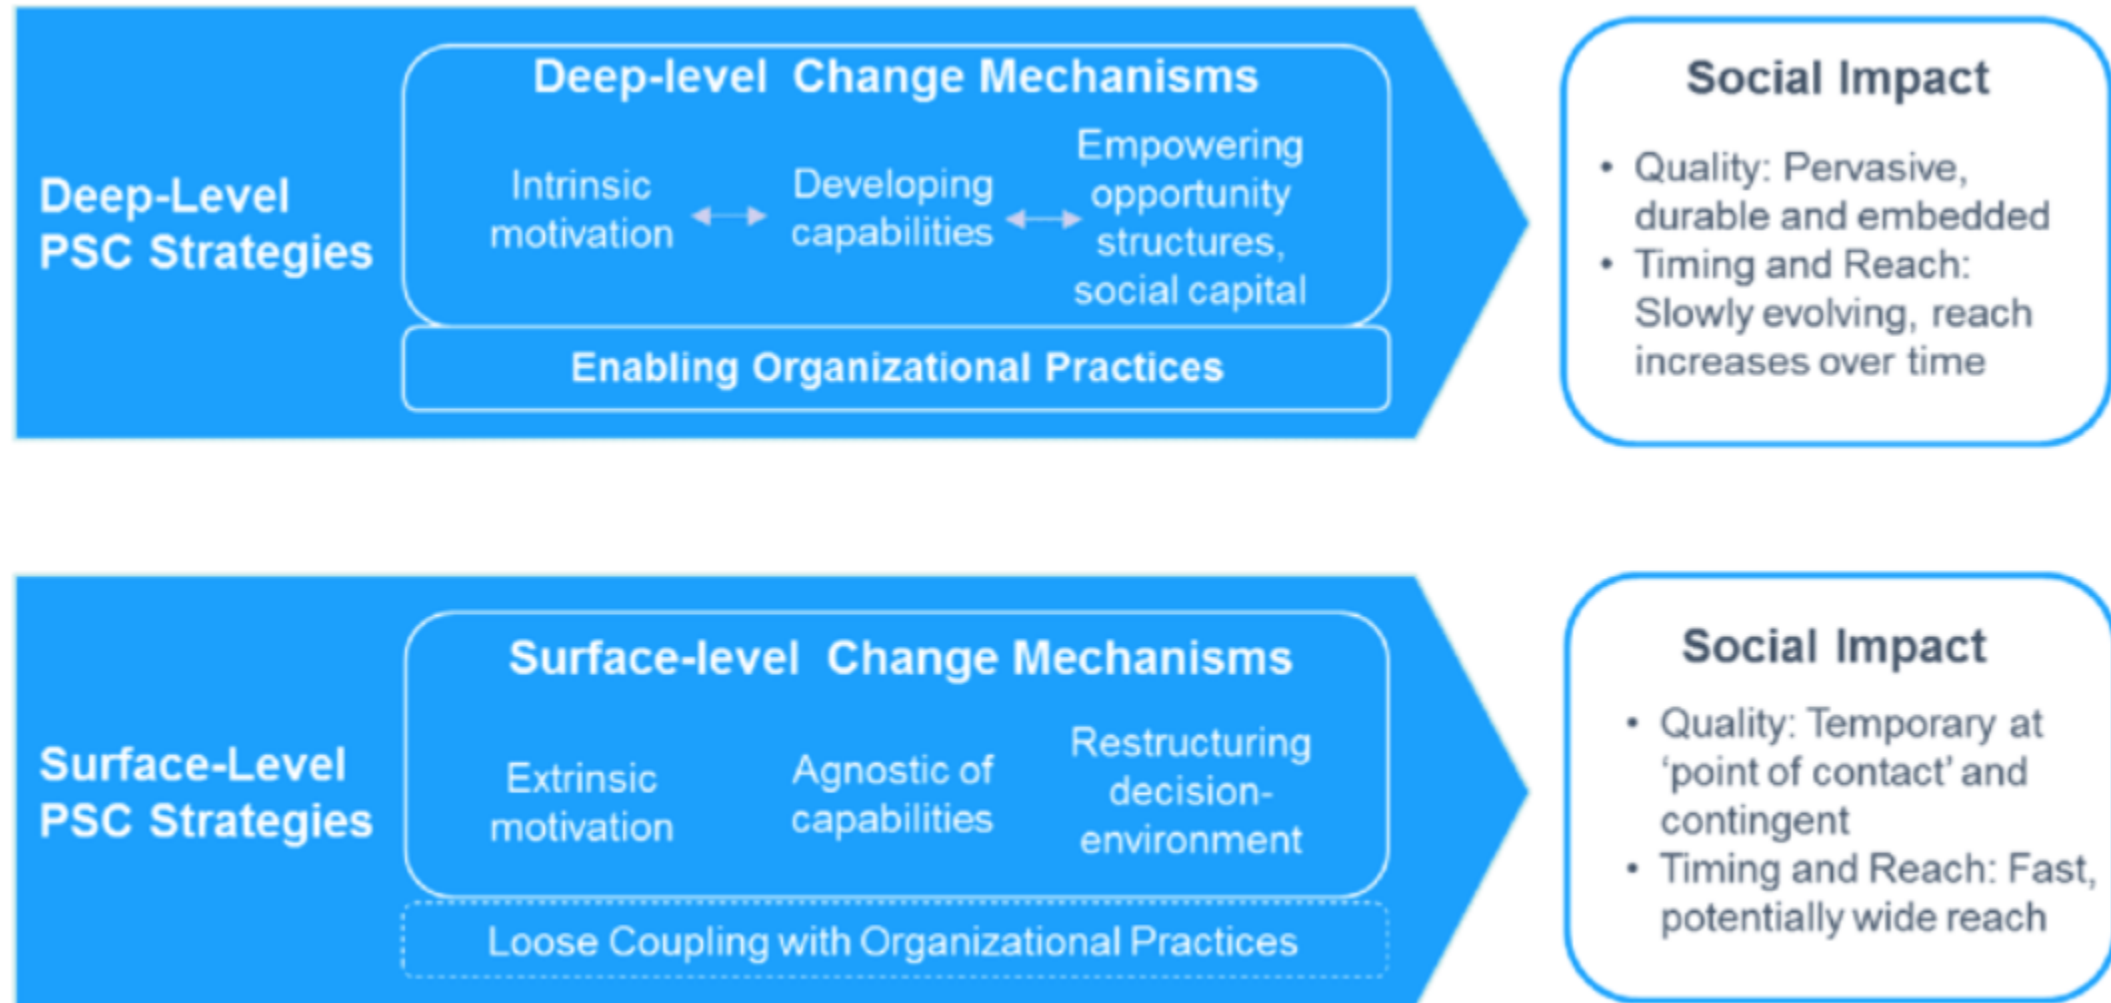 Deep-Level
PSC Strategies
Deep-level Change Mechanisms
Intrinsic
motivation
Developing
capabilities
Empowering
opportunity
structures,
social capital
Enabling Organizational Practices
Social Impact
• Quality: Pervasive,
durable and embedded
• Timing and Reach:
Slowly evolving, reach
increases over time
Surface-Level
PSC Strategies
Surface-level Change Mechanisms
Extrinsic
motivation
Agnostic of
capabilities
Restructuring
decision-
environment
Loose Coupling with Organizational Practices
Social Impact
• Quality: Temporary at
‘point of contact’ and
contingent
• Timing and Reach: Fast,
potentially wide reach